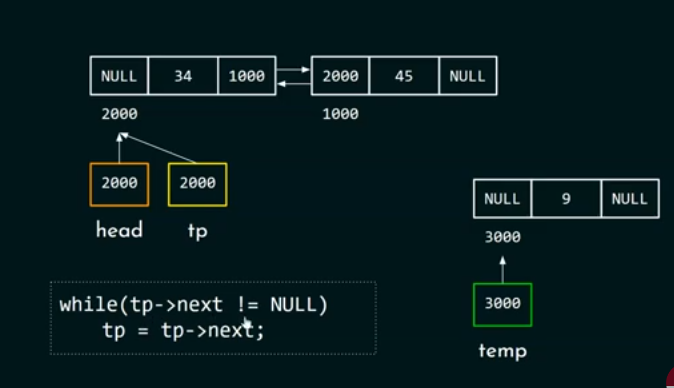 NULL 34 1000 2000 45 NULL
2000 1000
2000 2000
head tp
NULL 9 NULL
3000
3000
temp
while(tp->next != NULL)
tp = tp->next;